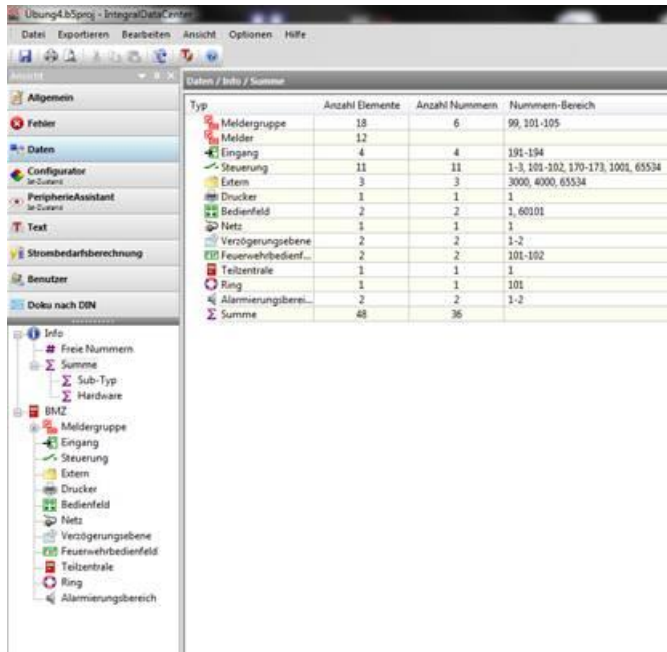 Übung4.b5proj - IntegralDataCenter
Datei Exportieren Bearbeiten Ansicht Optionen Hilfe
Ansicht
Allgemein
Fehler
Daten
Configurator
Ist-Zustand
PeripherieAssistant
Ist-Zustand
Text
Strombedarfsberechnung
Benutzer
Doku nach DIN
Info
Freie Nummern
Summe
Sub-Typ
Hardware
BMZ
Meldergruppe
Eingang
Steuerung
Extern
Drucker
Bedienfeld
Netz
Verzögerungsebene
Feuerwehrbedienfeld
Teilzentrale
Ring
Alarmierungsbereich
Daten / Info / Summe
Typ Anzahl Elemente Anzahl Nummern Nummern-Bereich
Meldergruppe 18 6 99, 101-105
Melder 12
Eingang 4 4 191-194
Steuerung 11 11 1-3, 101-102, 170-173, 1001, 65534
Extern 3 3 3000, 4000, 65534
Drucker 1 1 1
Bedienfeld 2 2 1, 60101
Netz 1 1 1
Verzögerungsebene 2 2 1-2
Feuerwehrbedienf... 2 2 101-102
Teilzentrale 1 1 1
Ring 1 1 101
Alarmierungsberei... 2 2 1-2
Summe 48 36